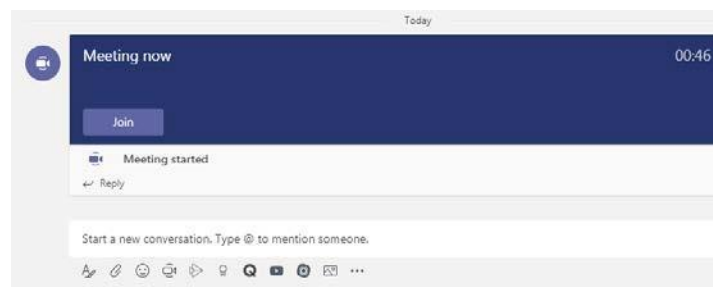 Today
Meeting now 00:46
Join
Meeting started
Reply
Start a new conversation. Type @ to mention someone.